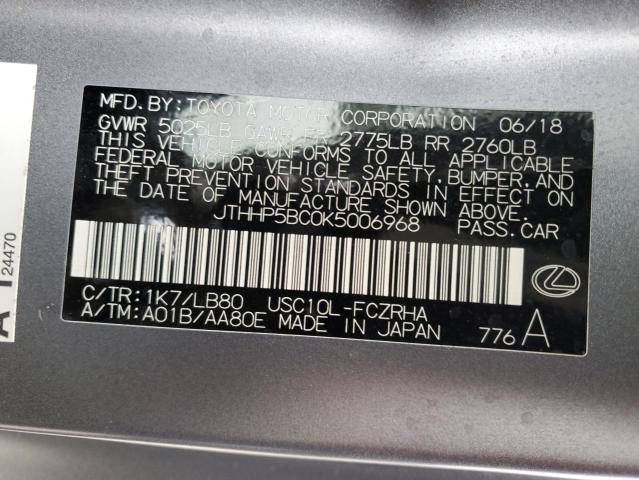 MFD.BY:TOYOTA MOTOR CORPORATION 06/18
GVWR 5025LB GAWR FR 2775LB RR 2760LB
THIS VEHICLE CONFORMS TO ALL APPLICABLE
FEDERAL MOTOR VEHICLE SAFETY,BUMPER,AND
THEFT PREVENTION STANDARDS IN EFFECT ON
THE DATE OF MANUFACTURE SHOWN ABOVE.
JTHHP5BC0K5006968 PASS.CAR
C/TR:1K7/LB80 USC10L-FCZRHA
A/TM:A01B/AA80E MADE IN JAPAN
776A
24470